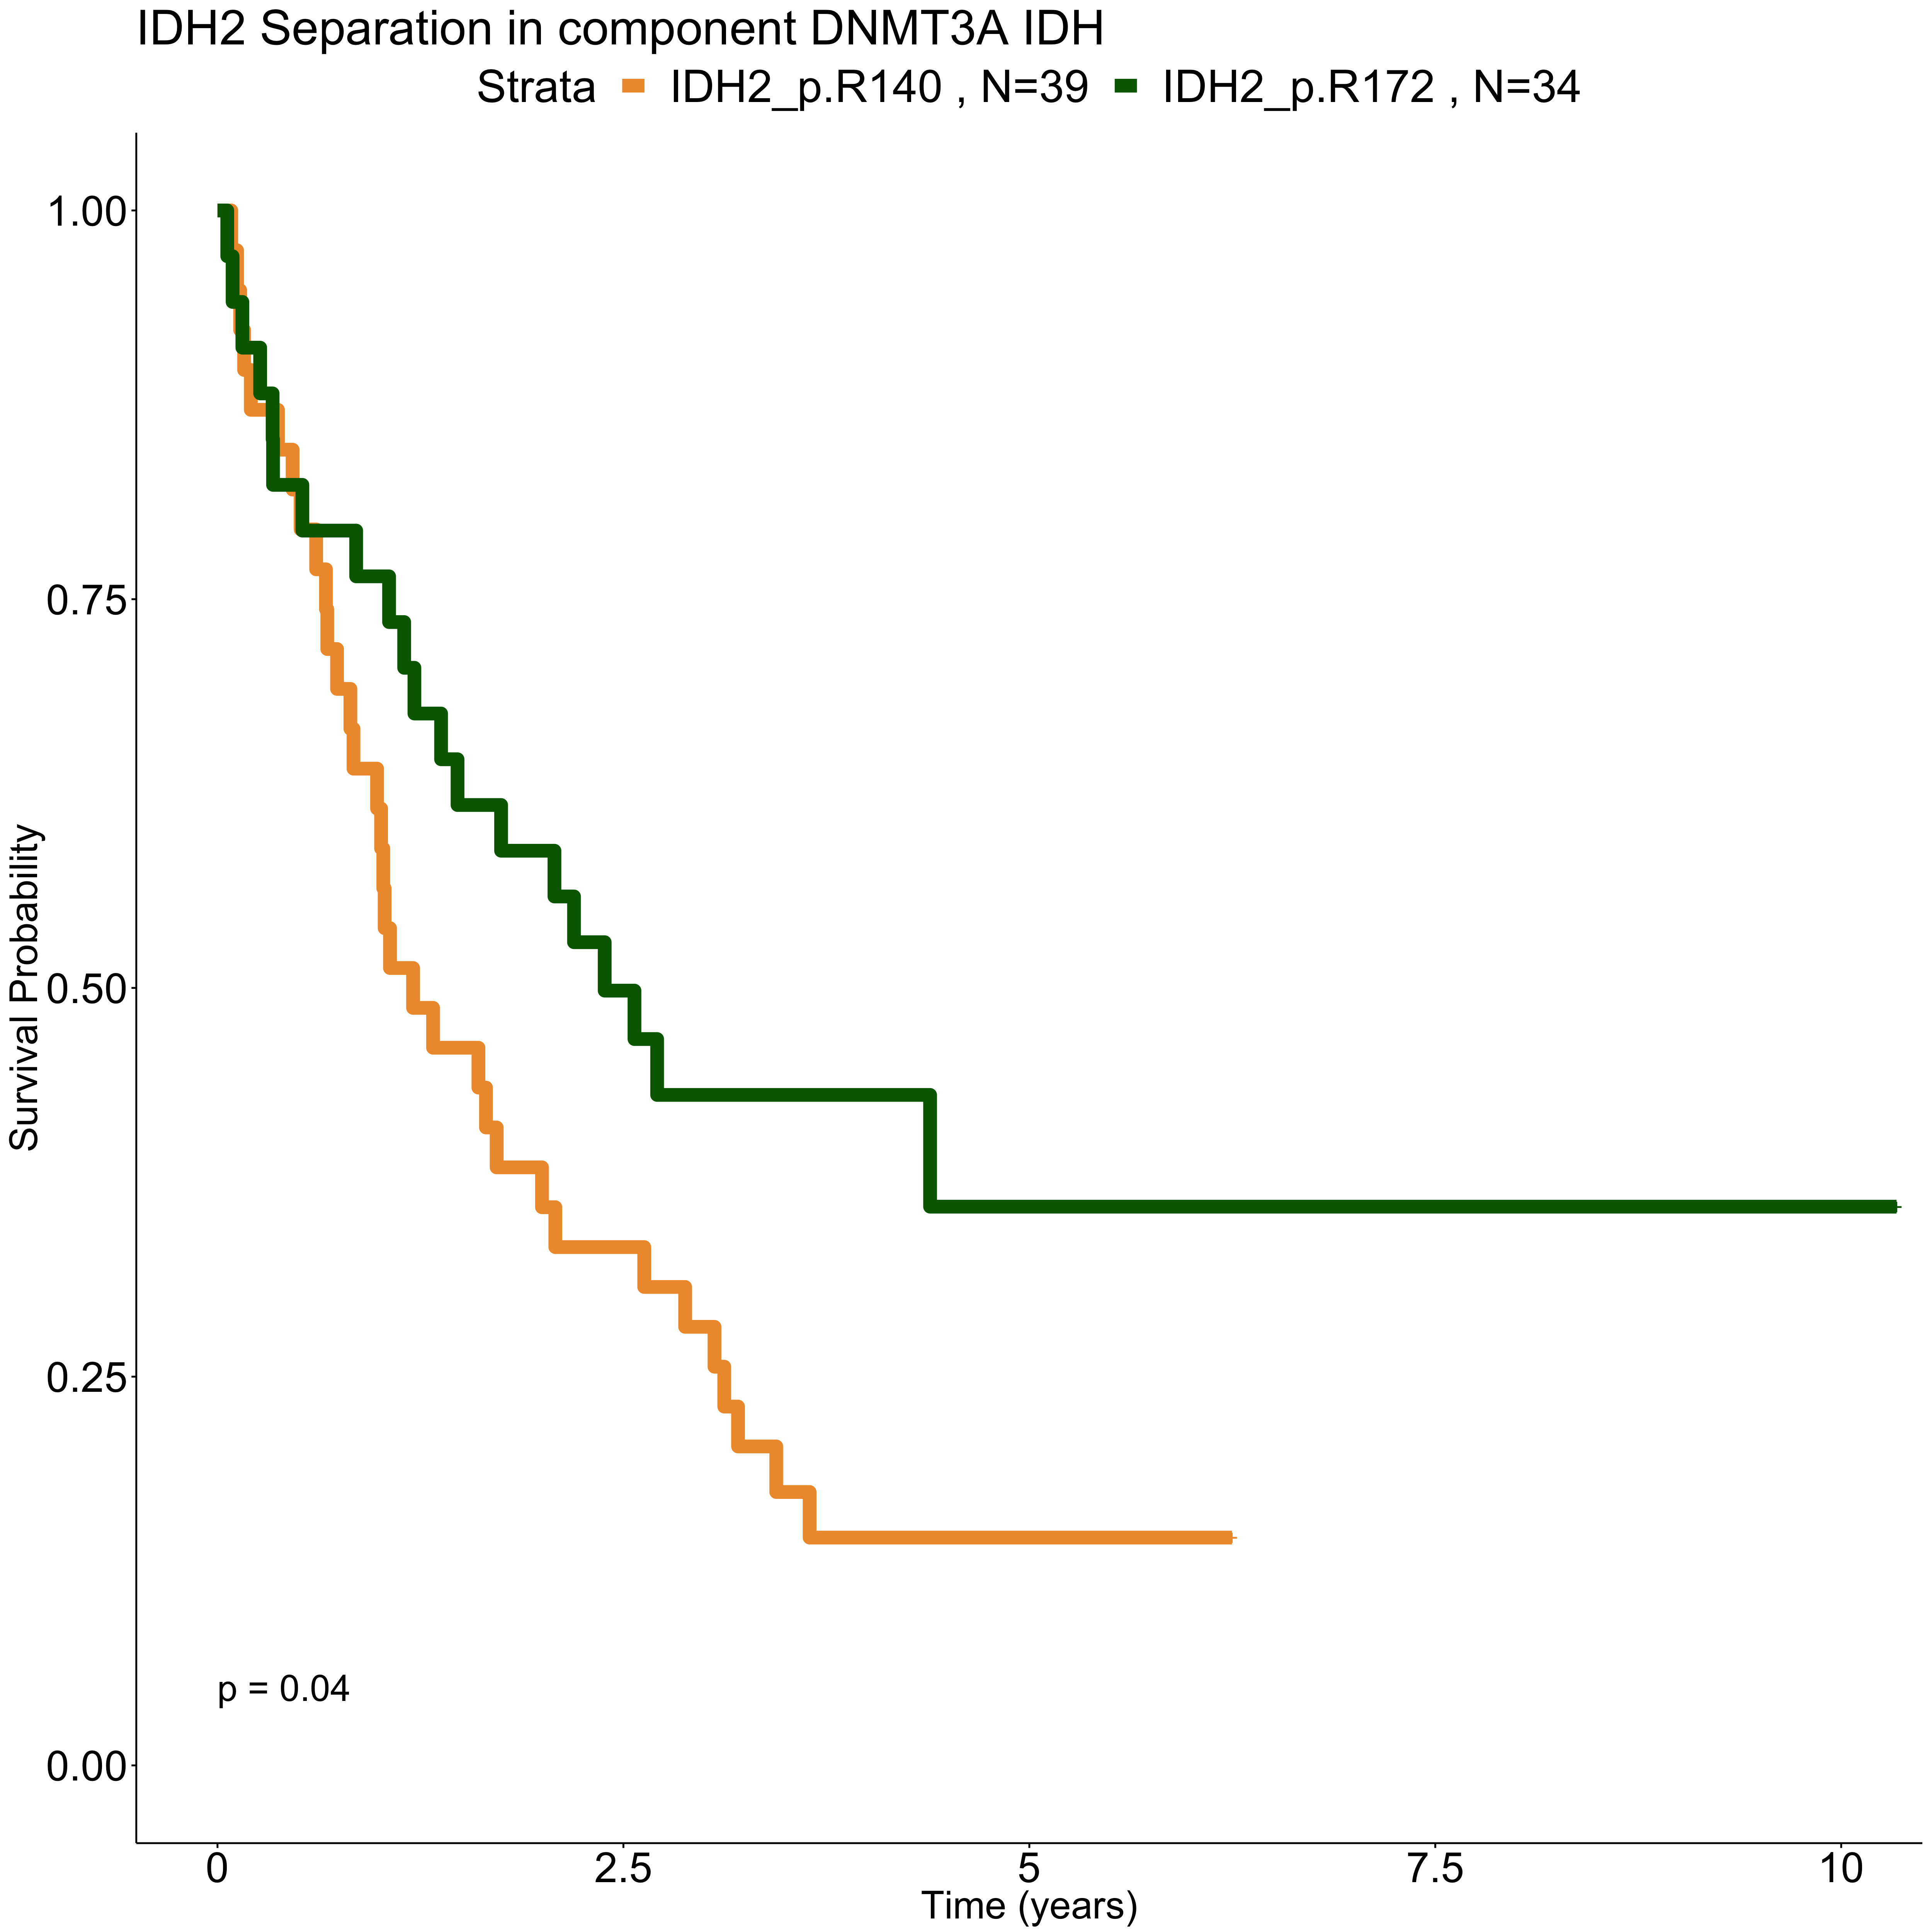 IDH2 Separation in component DNMT3A IDH
Strata IDH2_p.R140 , N=39 IDH2_p.R172 , N=34
1.00
0.75
0.50
0.25
0.00
Survival Probability
p = 0.04
0 2.5 5 7.5 10
Time (years)